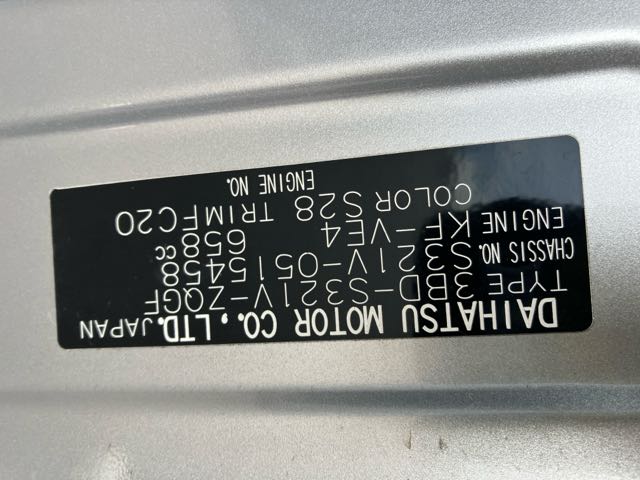 DAIHATSU MOTOR CO.,LTD. JAPAN
TYPE 3BD-S321V-ZQGF
CHASSIS NO. S321V-0515458
ENGINE KF-VE4 658 cc
COLOR S28 TRIM FC20
ENGINE NO.